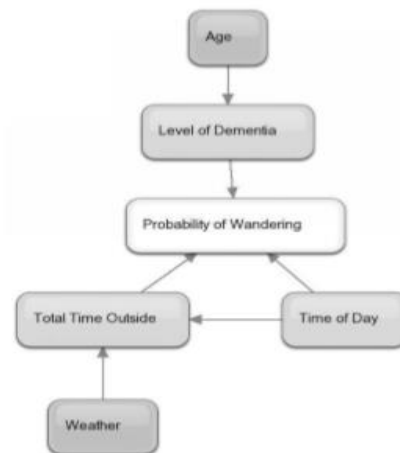 Age
Level of Dementia
Probability of Wandering
Total Time Outside
Time of Day
Weather